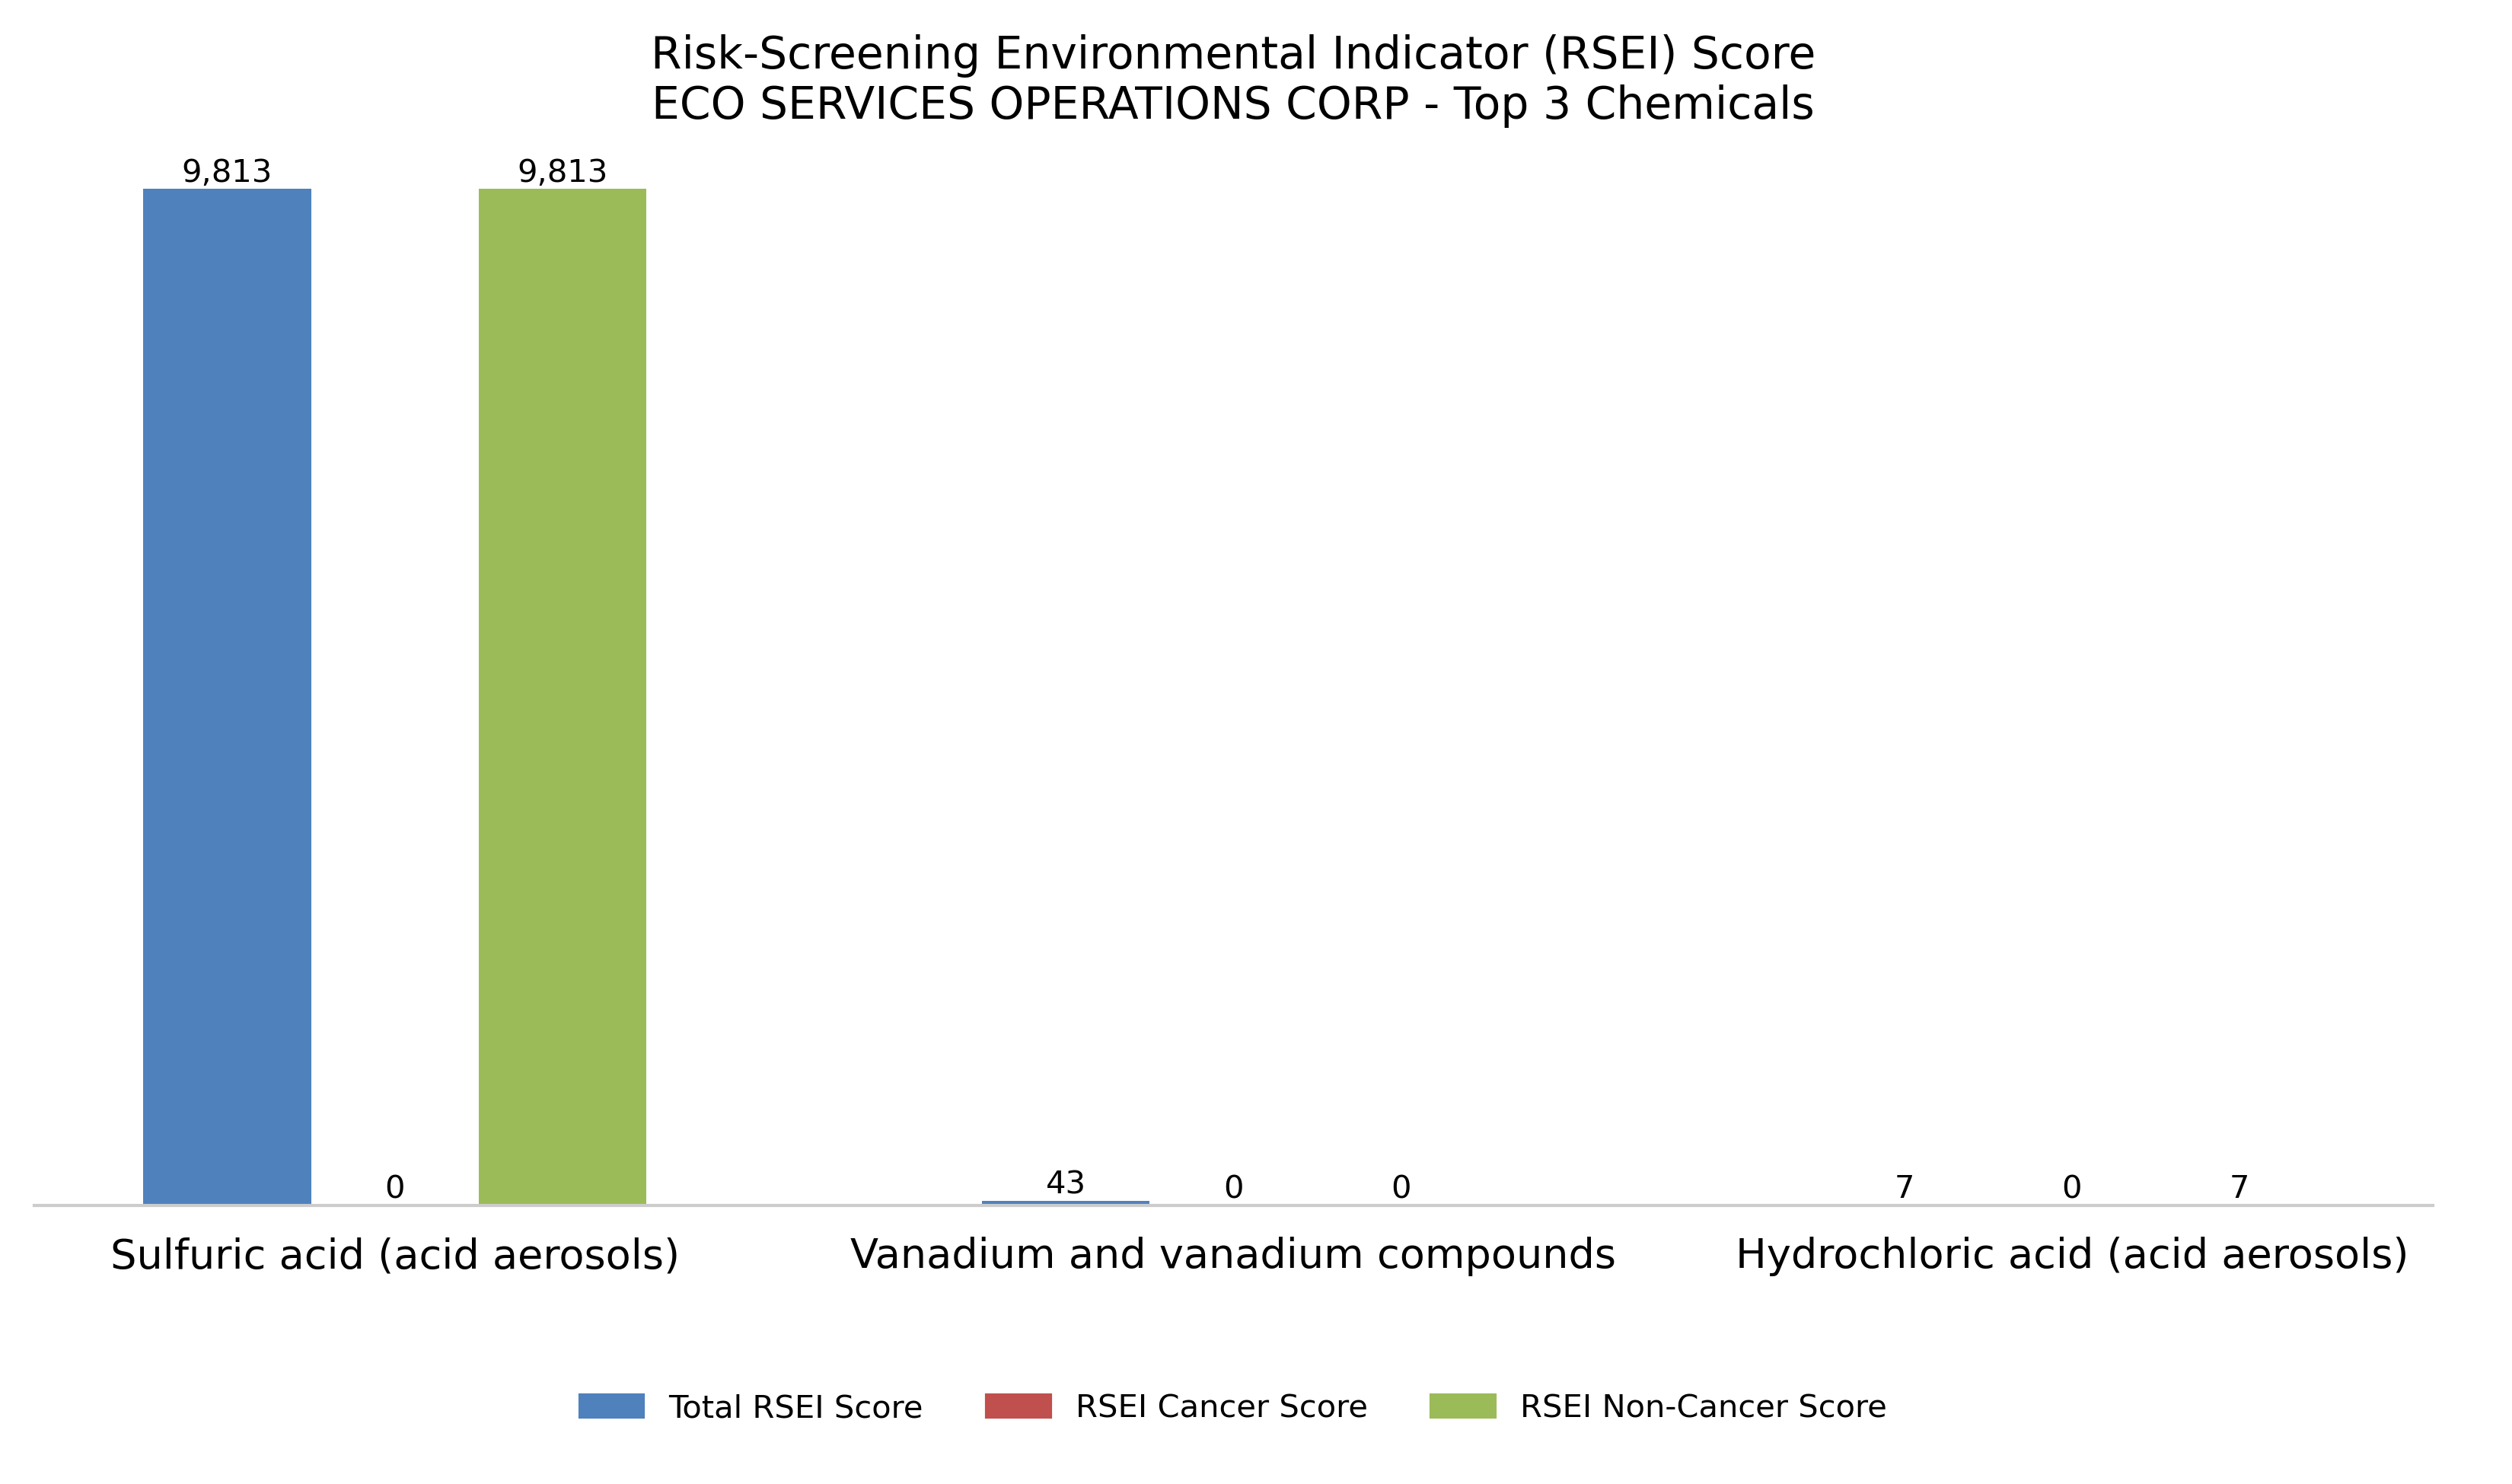 Risk-Screening Environmental Indicator (RSEI) Score
ECO SERVICES OPERATIONS CORP - Top 3 Chemicals
9,813
0
9,813
43
0
0
7
0
7
Sulfuric acid (acid aerosols)
Vanadium and vanadium compounds
Hydrochloric acid (acid aerosols)
Total RSEI Score
RSEI Cancer Score
RSEI Non-Cancer Score